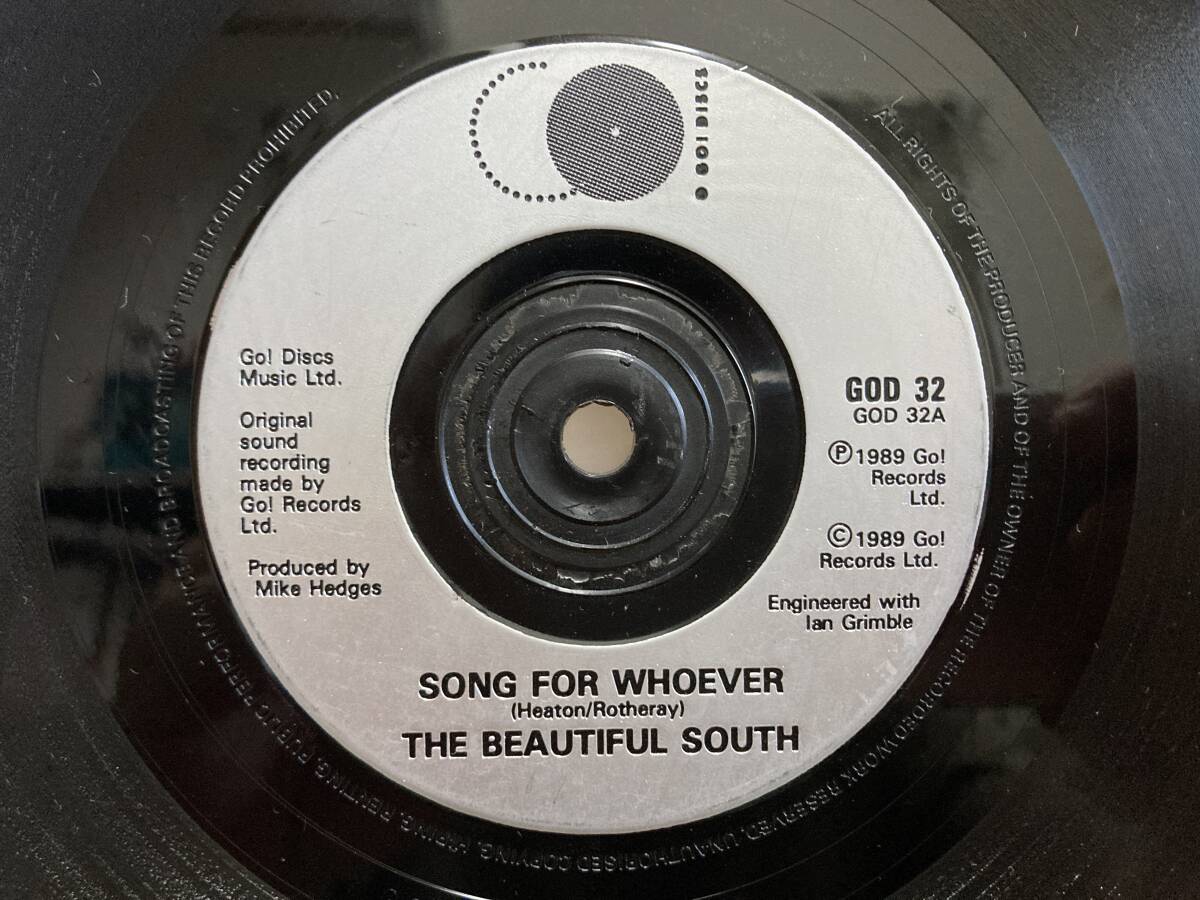 GO! DISCS
Go! Discs
Music Ltd.
Original
sound
recording
made by
Go! Records
Ltd.
Produced by
Mike Hedges
GOD 32
GOD 32A
Ⓟ 1989 Go!
Records
Ltd.
© 1989 Go!
Records Ltd.
Engineered with
Ian Grimble
SONG FOR WHOEVER
(Heaton/Rotheray)
THE BEAUTIFUL SOUTH
ALL RIGHTS OF THE PRODUCER AND OF THE OWNER OF THE RECORDED WORK RESERVED. UNAUTHORISED COPYING, HIRING, RENTING, PUBLIC PERFORMANCE AND BROADCASTING OF THIS RECORD PROHIBITED.